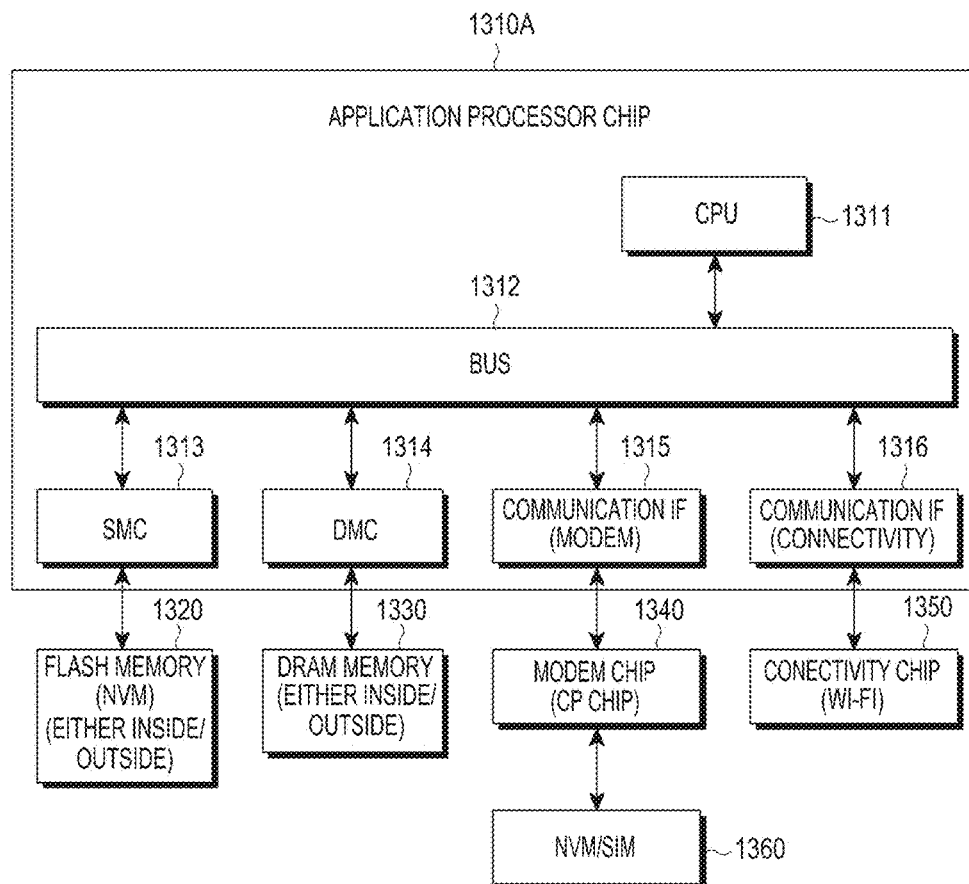 1310A
APPLICATION PROCESSOR CHIP
CPU
1311
1312
BUS
1313
1314
1315
1316
SMC
DMC
COMMUNICATION IF
(MODEM)
COMMUNICATION IF
(CONNECTIVITY)
1320
1330
1340
1350
FLASH MEMORY
(NVM)
(EITHER INSIDE/
OUTSIDE)
DRAM MEMORY
(EITHER INSIDE/
OUTSIDE)
MODEM CHIP
(CP CHIP)
CONECTIVITY CHIP
(WI-FI)
NVM/SIM
1360